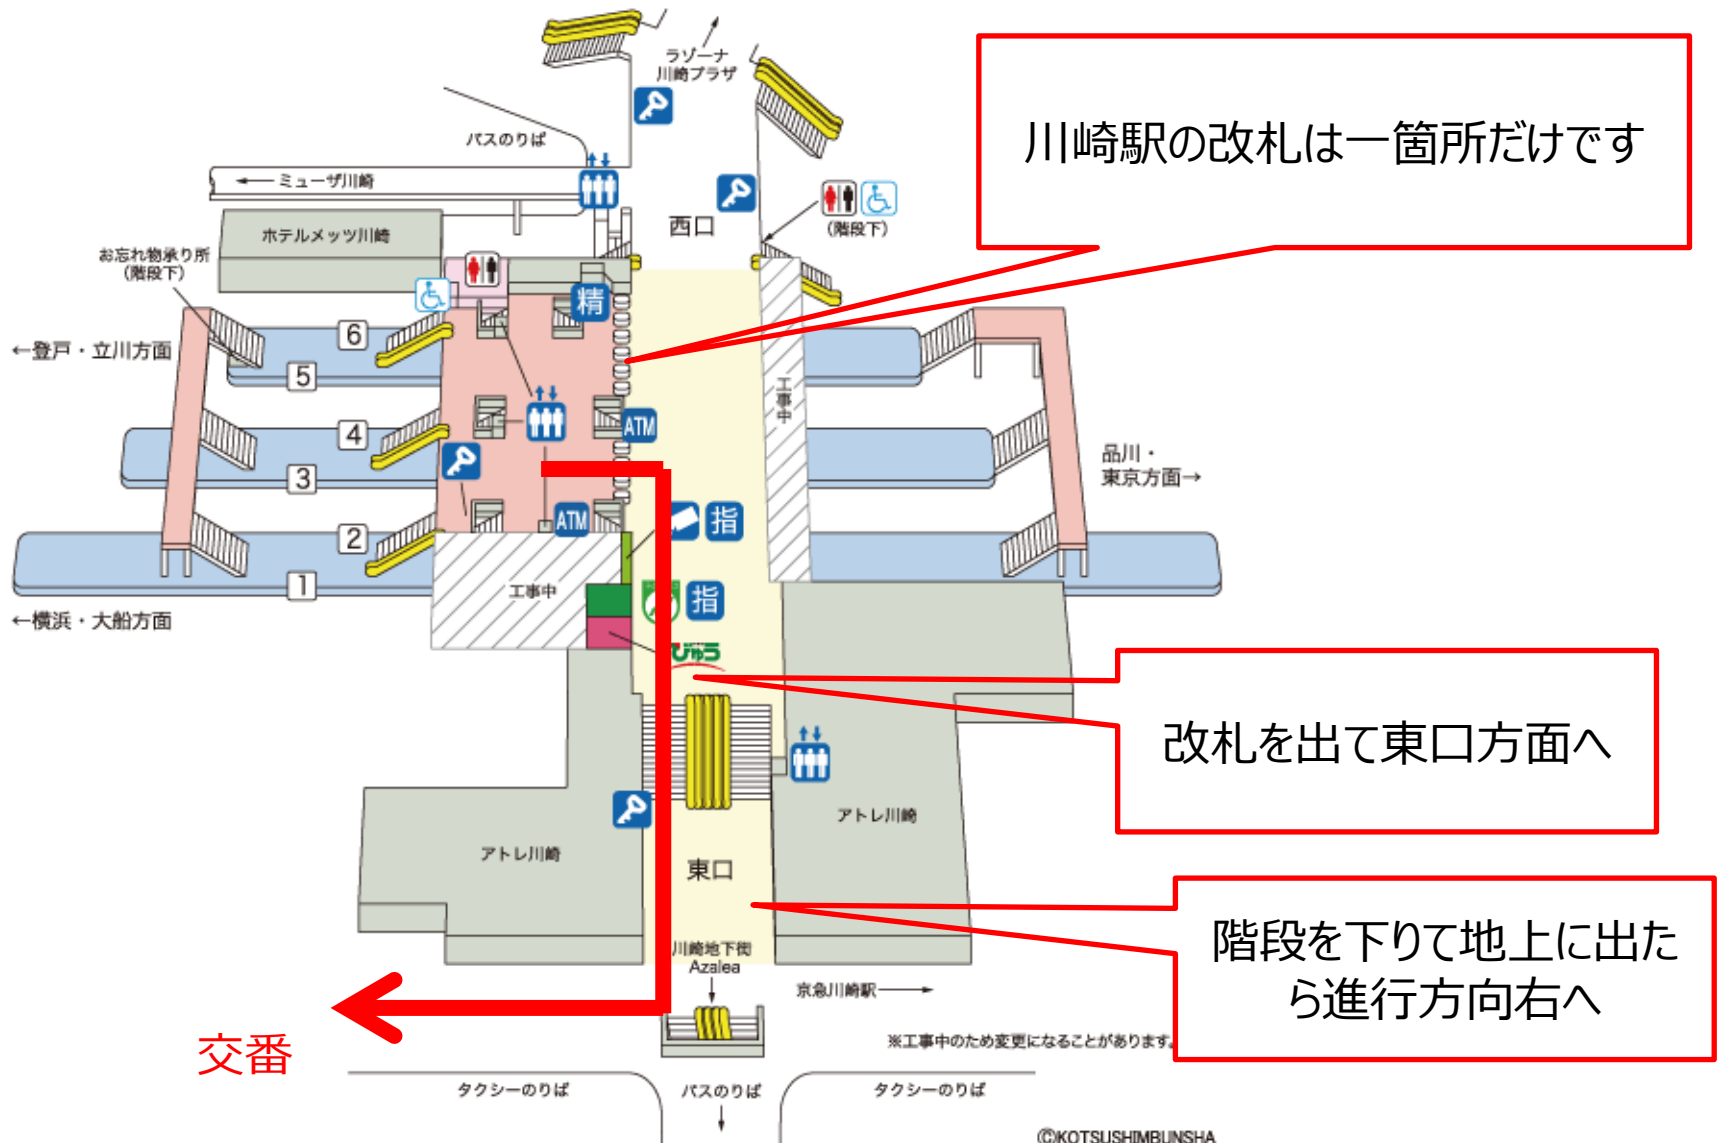 ラゾーナ
川崎プラザ
川崎駅の改札は一箇所だけです
バスのりば
← ミューザ川崎
西口
(階段下)
ホテルメッツ川崎
お忘れ物承り所
(階段下)
精
6
←登戸・立川方面
5
工事中
ATM
4
3
品川・
東京方面→
ATM
指
2
1
工事中
指
←横浜・大船方面
びゅう
改札を出て東口方面へ
アトレ川崎
アトレ川崎
東口
階段を下りて地上に出た
ら進行方向右へ
川崎地下街
Azalea
京急川崎駅→
※工事中のため変更になることがあります。
交番
タクシーのりば
バスのりば
タクシーのりば
©KOTSUSHIMBUNSHA